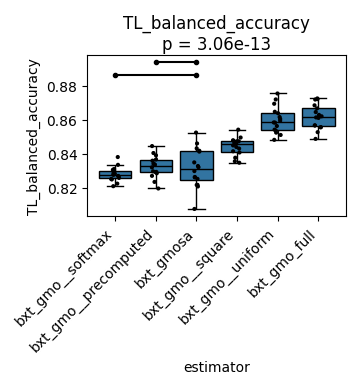 TL_balanced_accuracy
p = 3.06e-13
TL_balanced_accuracy
0.88
0.86
0.84
0.82
bxt_gmo__softmax
bxt_gmo__precomputed
bxt_gmosa
bxt_gmo__square
bxt_gmo__uniform
bxt_gmo_full
estimator